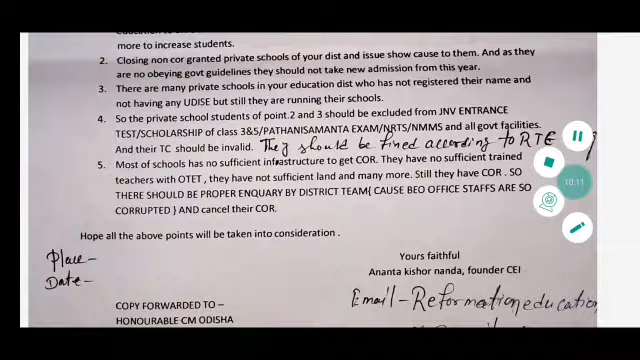 more to increase students.
2. Closing non cor granted private schools of your dist and issue show cause to them. And as they
are no obeying govt guidelines they should not take new admission from this year.
3. There are many private schools in your education dist who has not registered their name and
not having any UDISE but still they are running their schools.
4. So the private school students of point.2 and 3 should be excluded from JNV ENTRANCE
TEST/SCHOLARSHIP of class 3&5/PATHANISAMANTA EXAM/NRTS/NMMS and all govt facilities.
And their TC should be invalid. They should be fined according to RTE
5. Most of schools has no sufficient infrastructure to get COR. They have no sufficient trained
teachers with OTET, they have not sufficient land and many more. Still they have COR. SO
THERE SHOULD BE PROPER ENQUARY BY DISTRICT TEAM{ CAUSE BEO OFFICE STAFFS ARE SO
CORRUPTED } AND cancel their COR.
Hope all the above points will be taken into consideration .
Place-
Date-
Yours faithful
Ananta kishor nanda, founder CEI
Email-Reformationeducation
COPY FORWARDED TO –
HONOURABLE CM ODISHA
10:11